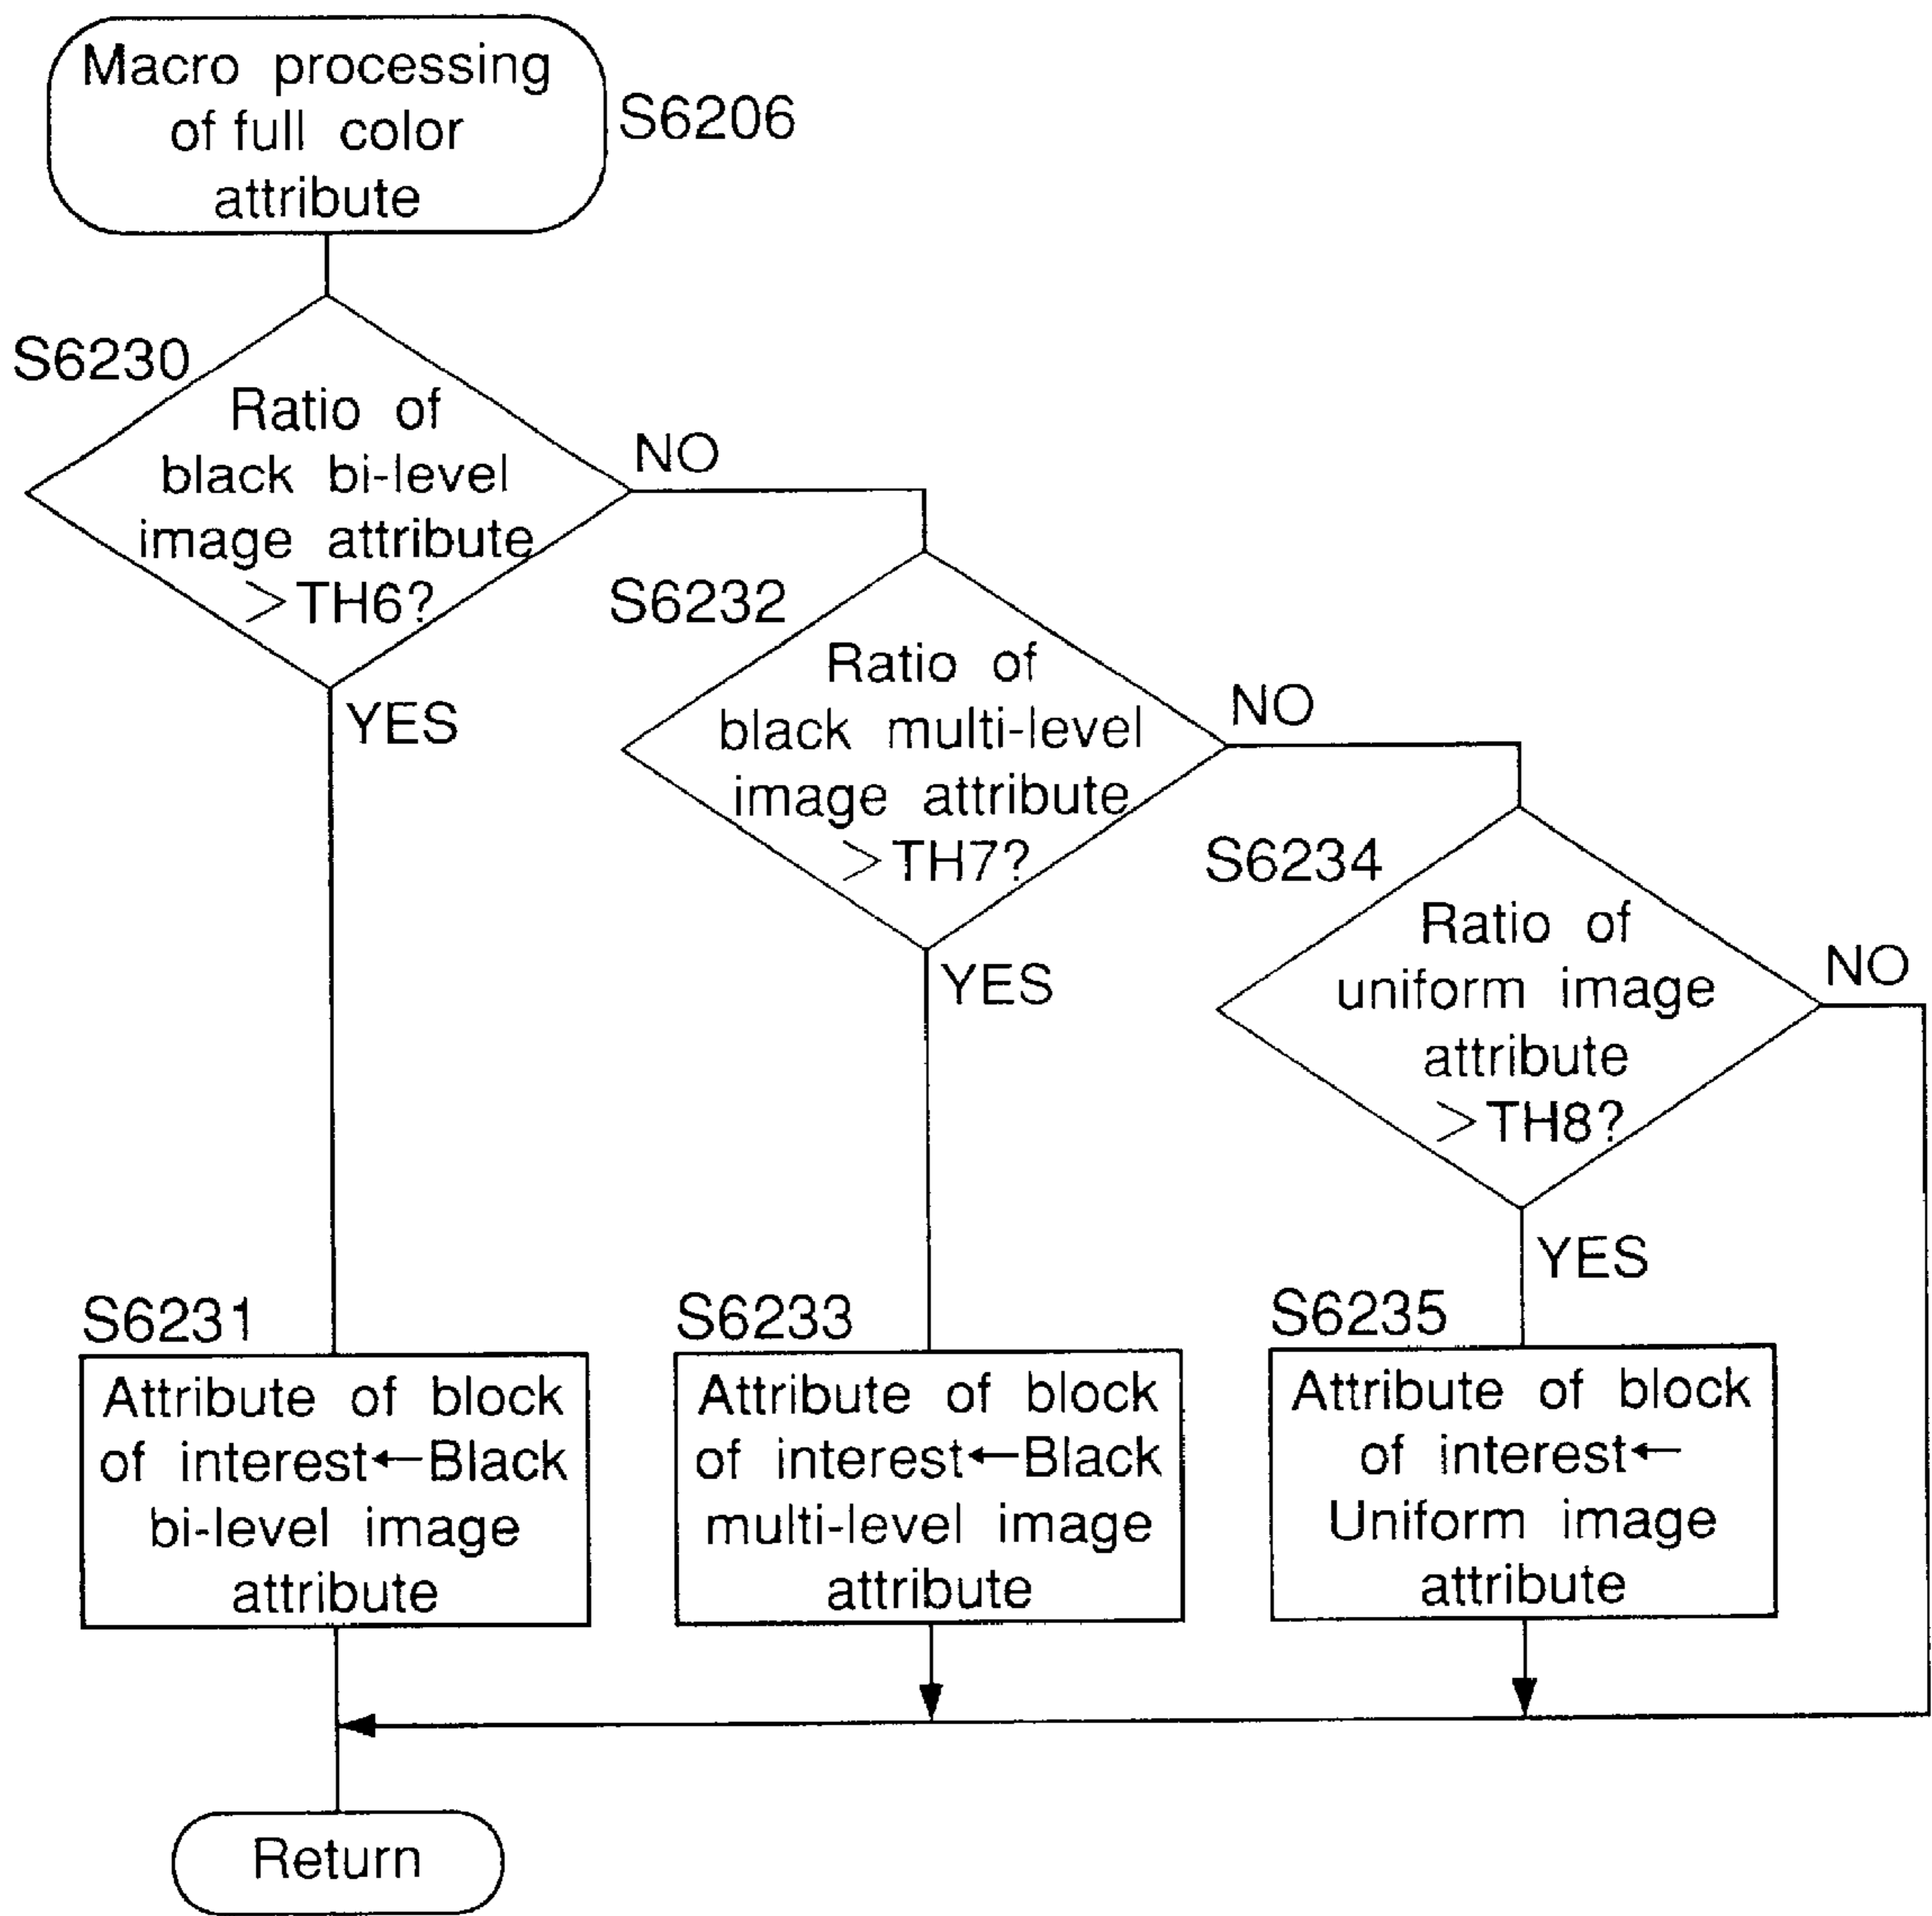 Macro processing
of full color
attribute
S6206
S6230
Ratio of
black bi-level
image attribute
>TH6?
NO
YES
S6232
Ratio of
black multi-level
image attribute
>TH7?
NO
YES
S6234
Ratio of
uniform image
attribute
>TH8?
NO
YES
S6231
Attribute of block
of interest←Black
bi-level image
attribute
S6233
Attribute of block
of interest←Black
multi-level image
attribute
S6235
Attribute of block
of interest←
Uniform image
attribute
Return